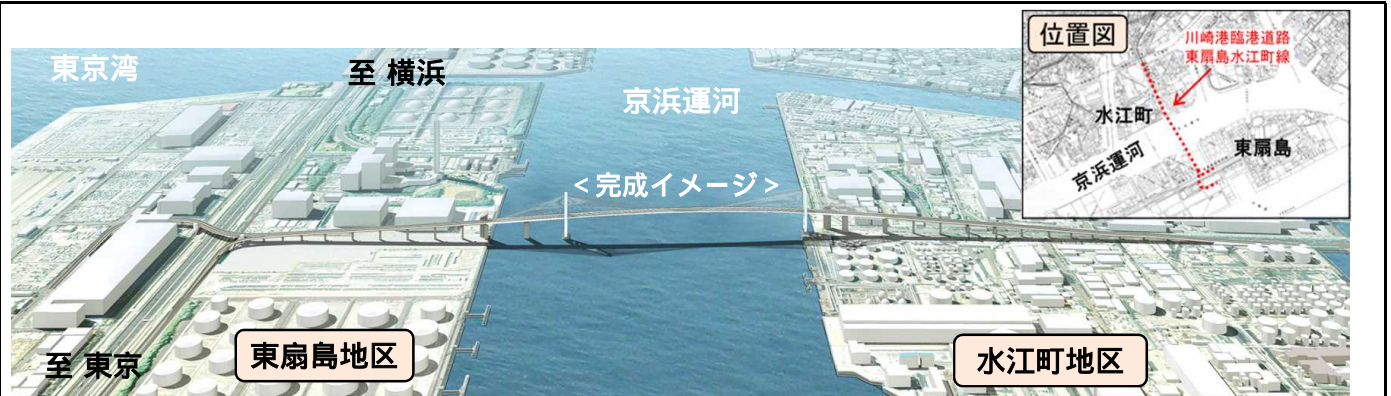 東京湾
至 横浜
京浜運河
<完成イメージ>
至 東京
東扇島地区
水江町地区
位置図
川崎港臨港道路
東扇島水江町線
水江町
京浜運河
東扇島